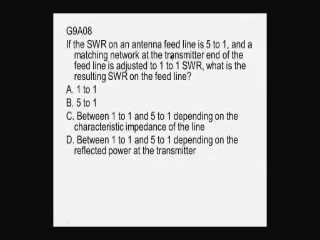 G9A08
If the SWR on an antenna feed line is 5 to 1, and a
matching network at the transmitter end of the
feed line is adjusted to 1 to 1 SWR, what is the
resulting SWR on the feed line?
A. 1 to 1
B. 5 to 1
C. Between 1 to 1 and 5 to 1 depending on the
characteristic impedance of the line
D. Between 1 to 1 and 5 to 1 depending on the
reflected power at the transmitter